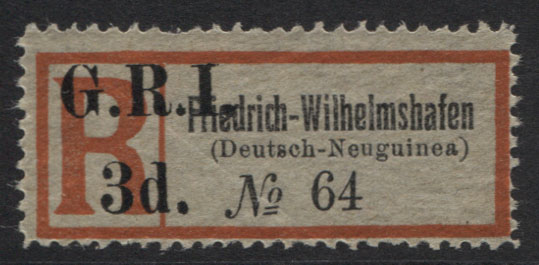 G.R.I.
R
Friedrich-Wilhelmshafen
(Deutsch-Neuguinea)
3d.
№ 64